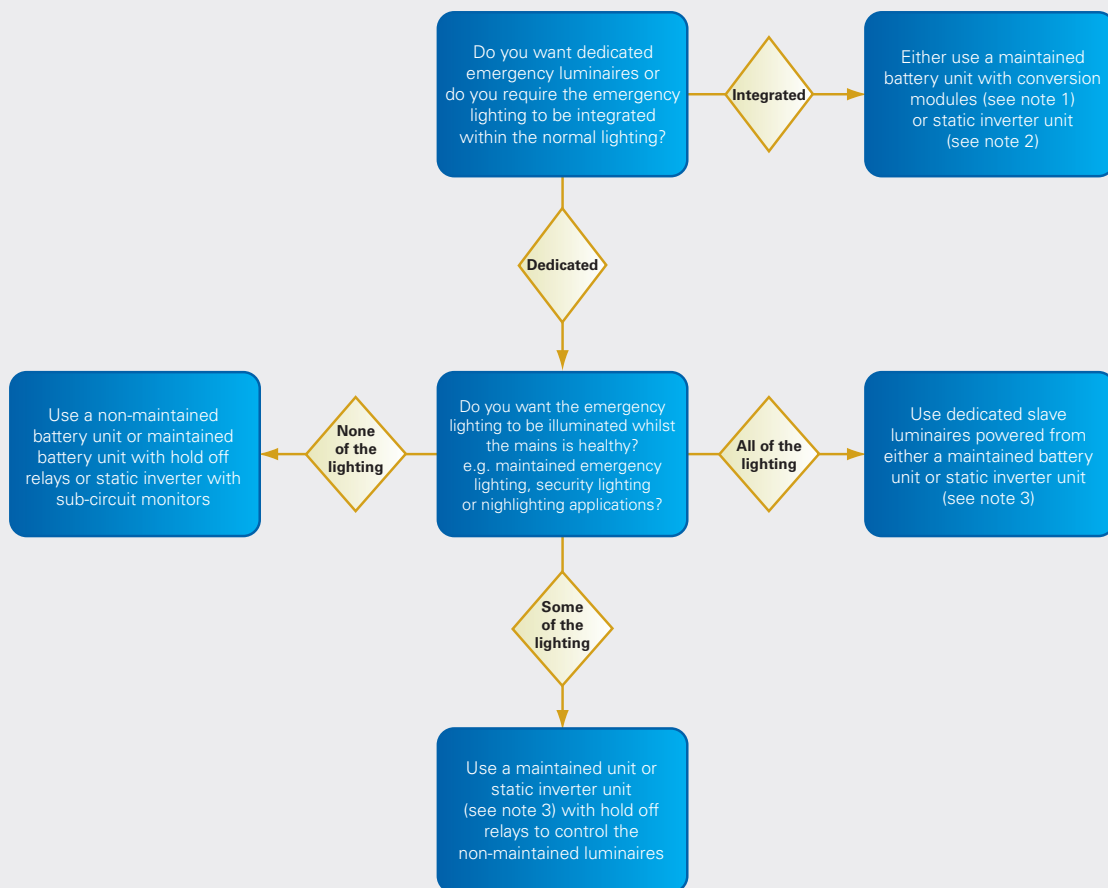 Do you want dedicated
emergency luminaires or
do you require the emergency
lighting to be integrated
within the normal lighting?
Integrated
Either use a maintained
battery unit with conversion
modules (see note 1)
or static inverter unit
(see note 2)
Dedicated
Use a non-maintained
battery unit or maintained
battery unit with hold off
relays or static inverter with
sub-circuit monitors
None
of the
lighting
Do you want the emergency
lighting to be illuminated whilst
the mains is healthy?
e.g. maintained emergency
lighting, security lighting
or nighlighting applications?
All of the
lighting
Use dedicated slave
luminaires powered from
either a maintained battery
unit or static inverter unit
(see note 3)
Some
of the
lighting
Use a maintained unit or
static inverter unit
(see note 3) with hold off
relays to control the
non-maintained luminaires